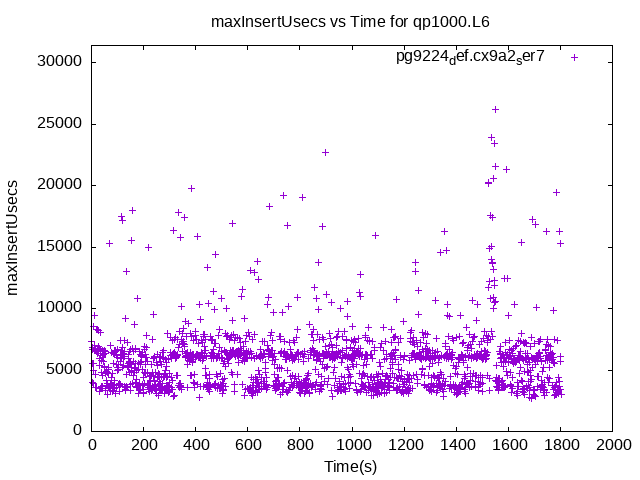 maxInsertUsecs vs Time for qp1000.L6
pg9224def.cx9a2ser7
30000
25000
20000
15000
10000
5000
0
maxInsertUsecs
0 200 400 600 800 1000 1200 1400 1600 1800 2000
Time(s)